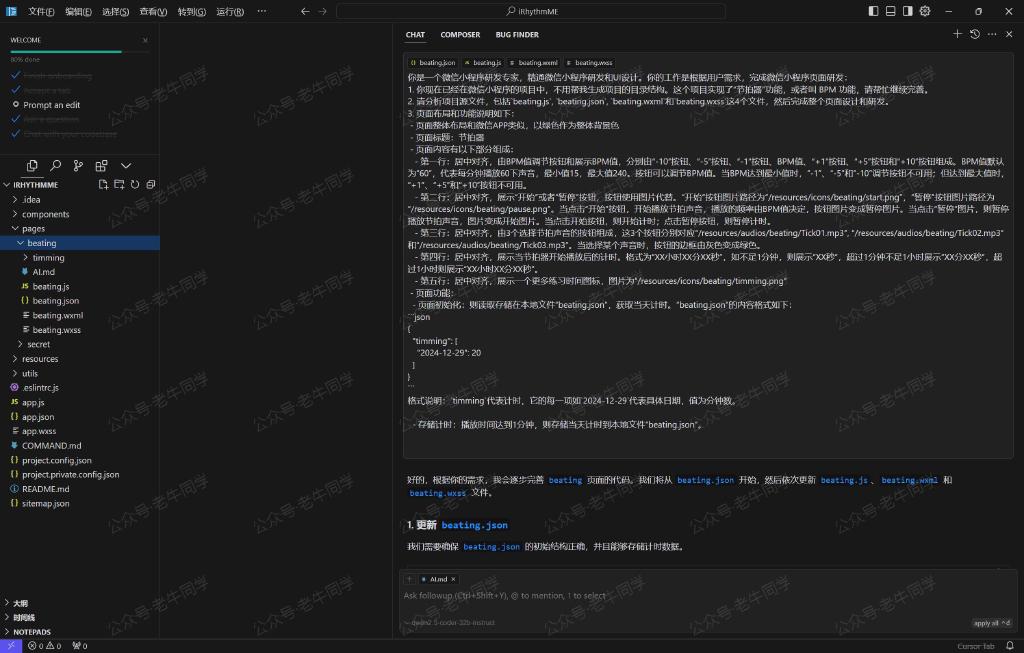 文件(F) 编辑(E) 选择(S) 查看(V) 转到(G) 运行(R) ··· iRhythmME
WELCOME
80% done
Finish onboarding
Accept a tab
Prompt an edit
Ask a question
Chat with your codebase
IRHYTHMME
.idea
components
pages
beating
timming
AI.md
beating.js
beating.json
beating.wxml
beating.wxss
secret
resources
utils
.eslintrc.js
app.js
app.json
app.wxss
COMMAND.md
project.config.json
project.private.config.json
README.md
sitemap.json
大纲
时间线
NOTEPADS
CHAT COMPOSER BUG FINDER
beating.json beating.js beating.wxml beating.wxss
你是一个微信小程序研发专家，精通微信小程序研发和UI设计。你的工作是根据用户需求，完成微信小程序页面研发：
1. 你现在已经在微信小程序的项目中，不用帮我生成项目的目录结构。这个项目实现了“节拍器”功能，或者叫 BPM 功能，请帮忙继续完善。
2. 请分析项目源文件，包括`beating.js`, `beating.json`, `beating.wxml`和`beating.wxss`这4个文件，然后完成整个页面设计和研发。
3. 页面布局和功能说明如下：
- 页面整体布局和微信APP类似，以绿色作为整体背景色
- 页面标题：节拍器
- 页面内容有以下部分组成：
- 第一行：居中对齐，由BPM值调节按钮和展示BPM值，分别由“-10”按钮、“-5”按钮、“-1”按钮、BPM值、“+1”按钮、“+5”按钮和“+10”按钮组成。BPM值默认
为“60”，代表每分钟播放60下声音，最小值15，最大值240。按钮可以调节BPM值。当BPM达到最小值时，“-1”、“-5”和“-10”调节按钮不可用；但达到最大值时，
“+1”、“+5”和“+10”按钮不可用。
- 第二行：居中对齐，展示“开始”或者“暂停”按钮，按钮使用图片代替。“开始”按钮图片路径为“/resources/icons/beating/start.png”，“暂停”按钮图片路径为
“/resources/icons/beating/pause.png”。当点击“开始”按钮，开始播放节拍声音，播放的频率由BPM值决定，按钮图片变成暂停图片。当点击“暂停”图片，则暂停
播放节拍声音，图片变成开始图片。当点击开始按钮，则开始计时；点击暂停按钮，则暂停计时。
- 第三行：居中对齐，由3个选择节拍声音的按钮组成，这3个按钮分别对应“/resources/audios/beating/Tick01.mp3”, “/resources/audios/beating/Tick02.mp3”
和“/resources/audios/beating/Tick03.mp3”。当选择某个声音时，按钮的边框由灰色变成绿色。
- 第四行：居中对齐，展示当节拍器开始播放后的计时。格式为“XX小时XX分XX秒”，如不足1分钟，则展示“XX秒”，超过1分钟不足1小时展示“XX分XX秒”，超
过1小时则展示“XX小时XX分XX秒”。
- 第五行：居中对齐，展示一个更多练习时间图标，图片为“/resources/icons/beating/timming.png”
- 页面功能：
- 页面初始化：则读取存储在本地文件“beating.json”，获取当天计时。“beating.json”的内容格式如下：
```json
{
"timming": [
"2024-12-29": 20
]
}
```
格式说明：`timming`代表计时，它的每一项如`2024-12-29`代表具体日期，值为分钟数。
- 存储计时：播放时间达到1分钟，则存储当天计时到本地文件“beating.json”。
好的，根据你的需求，我会逐步完善 beating 页面的代码。我们将从 beating.json 开始，然后依次更新 beating.js 、 beating.wxml 和
beating.wxss 文件。
1. 更新 beating.json
我们需要确保 beating.json 的初始结构正确，并且能够存储计时数据。
AI.md
Ask followup (Ctrl+Shift+Y), @ to mention, 1 to select
qwen2.5-coder-32b-instruct
apply all
0 0 0
Cursor Tab
公众号·老牛同学